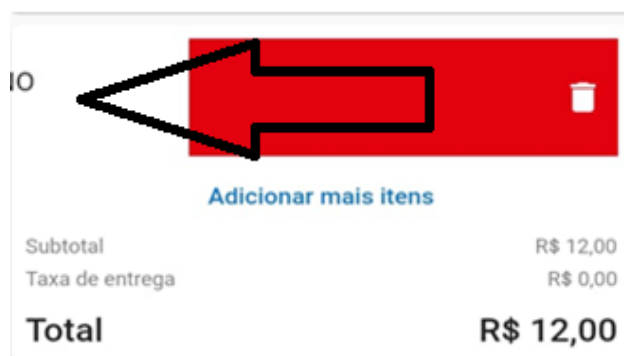 Adicionar mais itens
Subtotal R$ 12,00
Taxa de entrega R$ 0,00
Total R$ 12,00